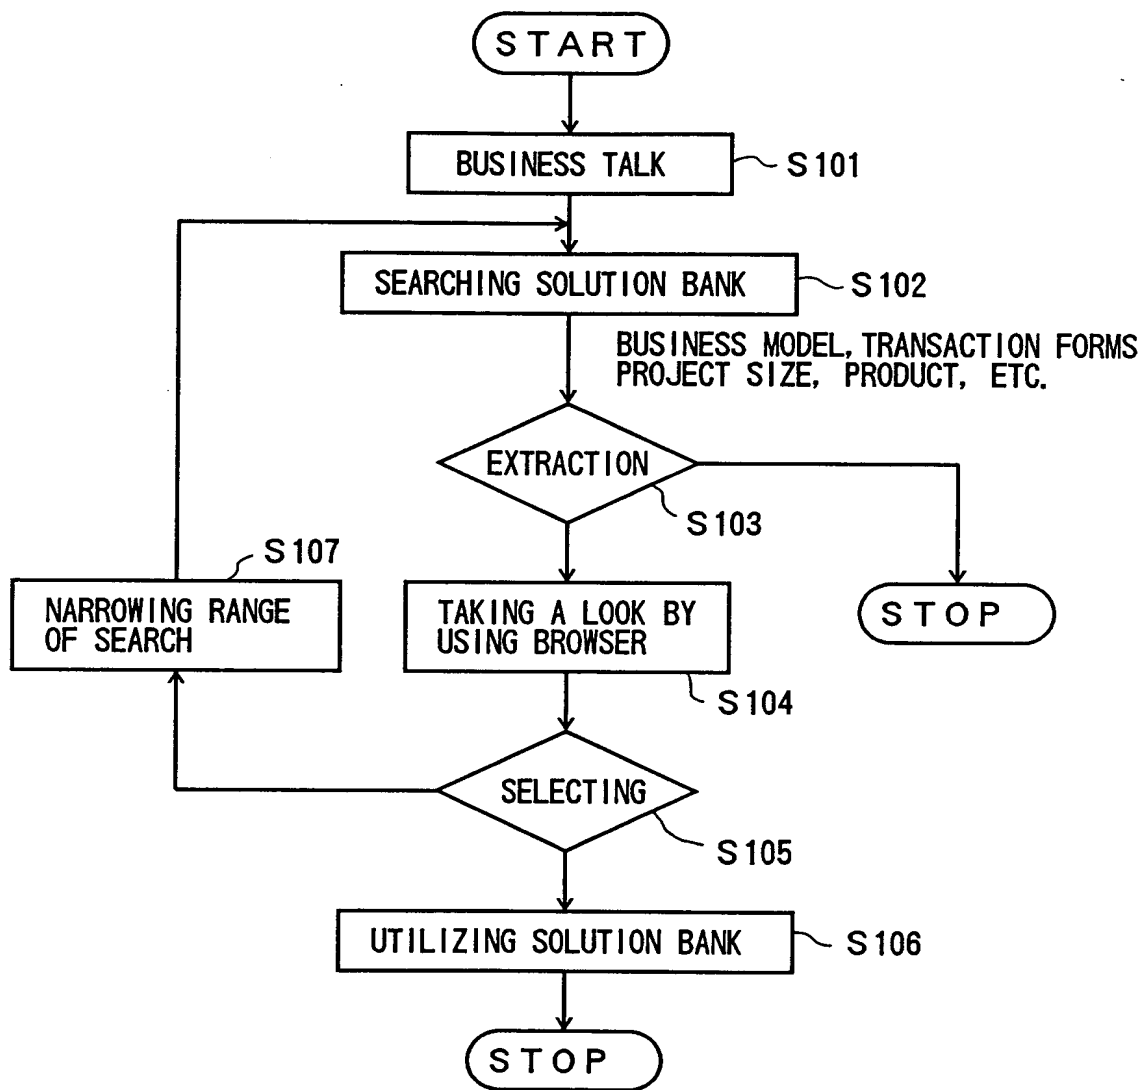 START
BUSINESS TALK
S101
SEARCHING SOLUTION BANK
S102
BUSINESS MODEL, TRANSACTION FORMS
PROJECT SIZE, PRODUCT, ETC.
EXTRACTION
S103
S107
NARROWING RANGE
OF SEARCH
TAKING A LOOK BY
USING BROWSER
S104
STOP
SELECTING
S105
UTILIZING SOLUTION BANK
S106
STOP